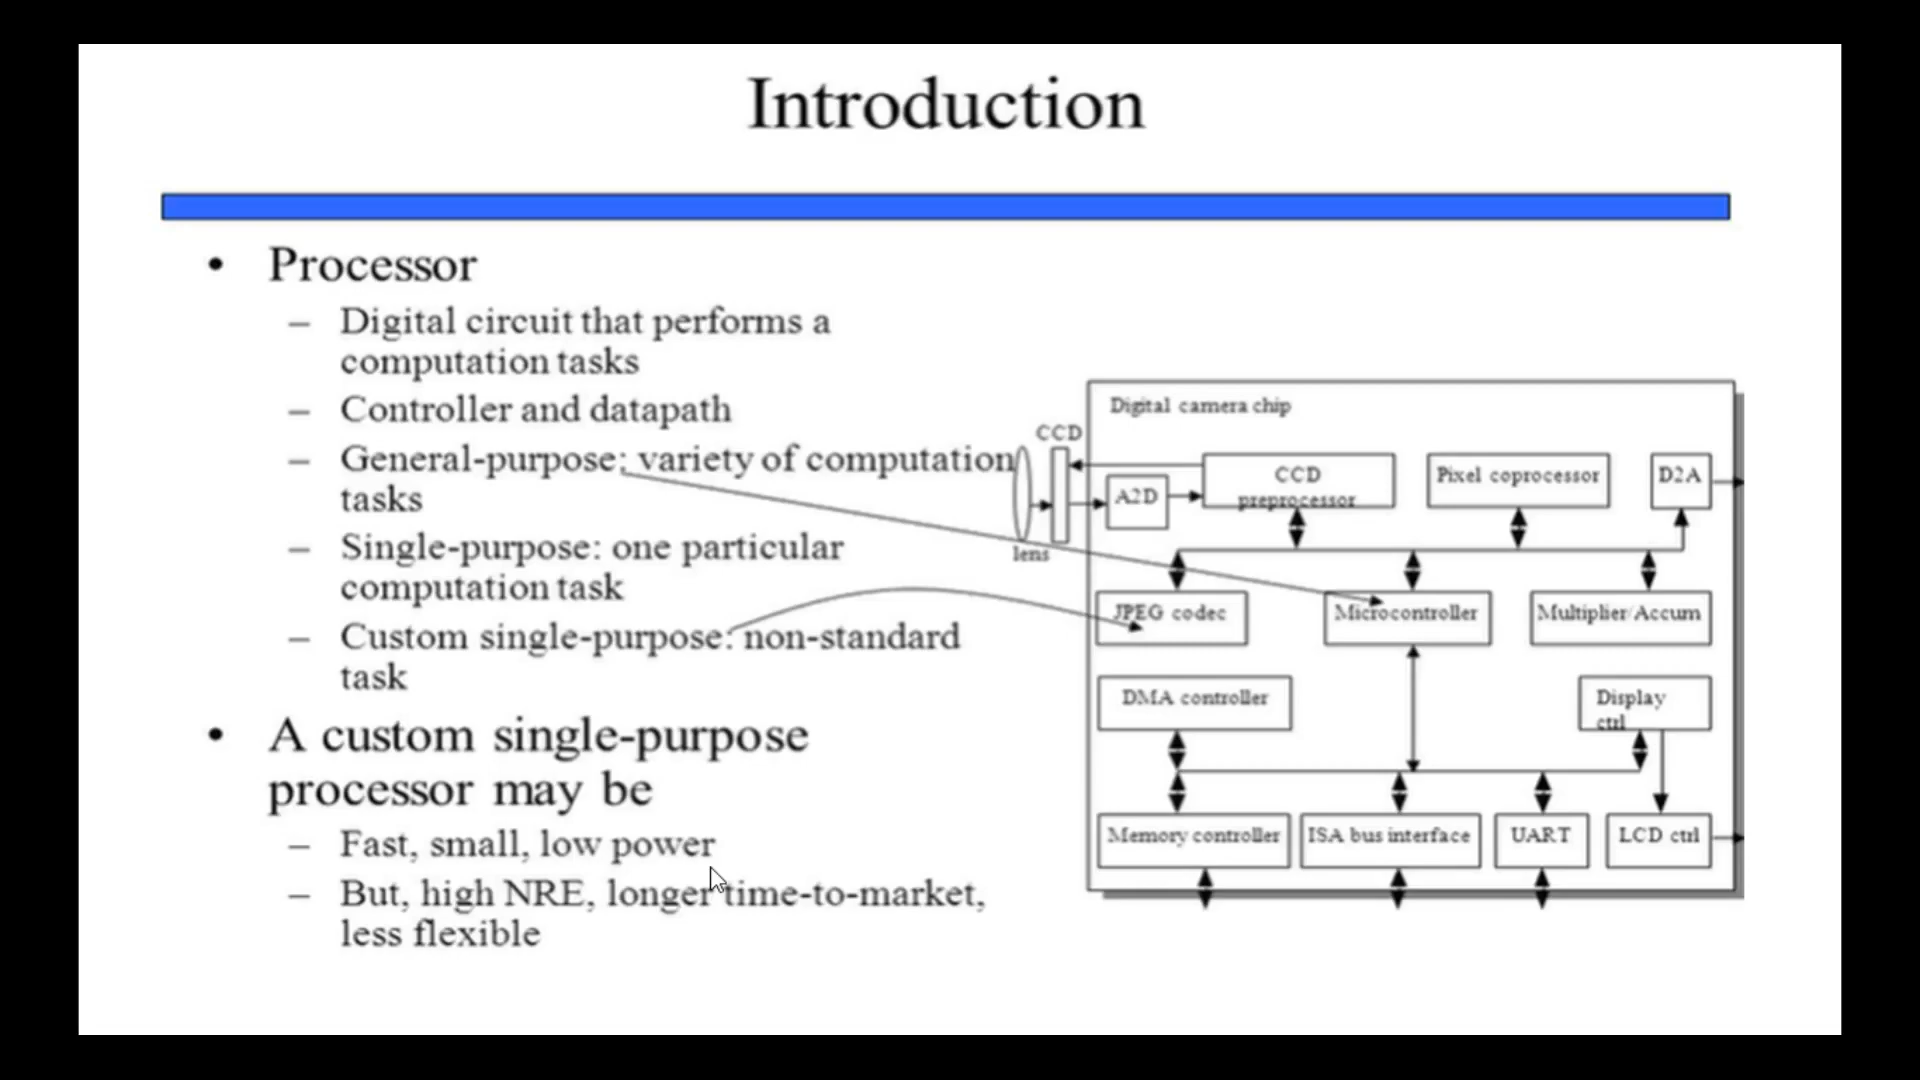 Introduction
• Processor
– Digital circuit that performs a
computation tasks
– Controller and datapath
– General-purpose: variety of computation
tasks
– Single-purpose: one particular
computation task
– Custom single-purpose: non-standard
task
• A custom single-purpose
processor may be
– Fast, small, low power
– But, high NRE, longer time-to-market,
less flexible
Digital camera chip
CCD
lens
A2D
CCD
preprocessor
Pixel coprocessor
D2A
JPEG codec
Microcontroller
Multiplier/Accum
DMA controller
Display
ctrl
Memory controller
ISA bus interface
UART
LCD ctrl